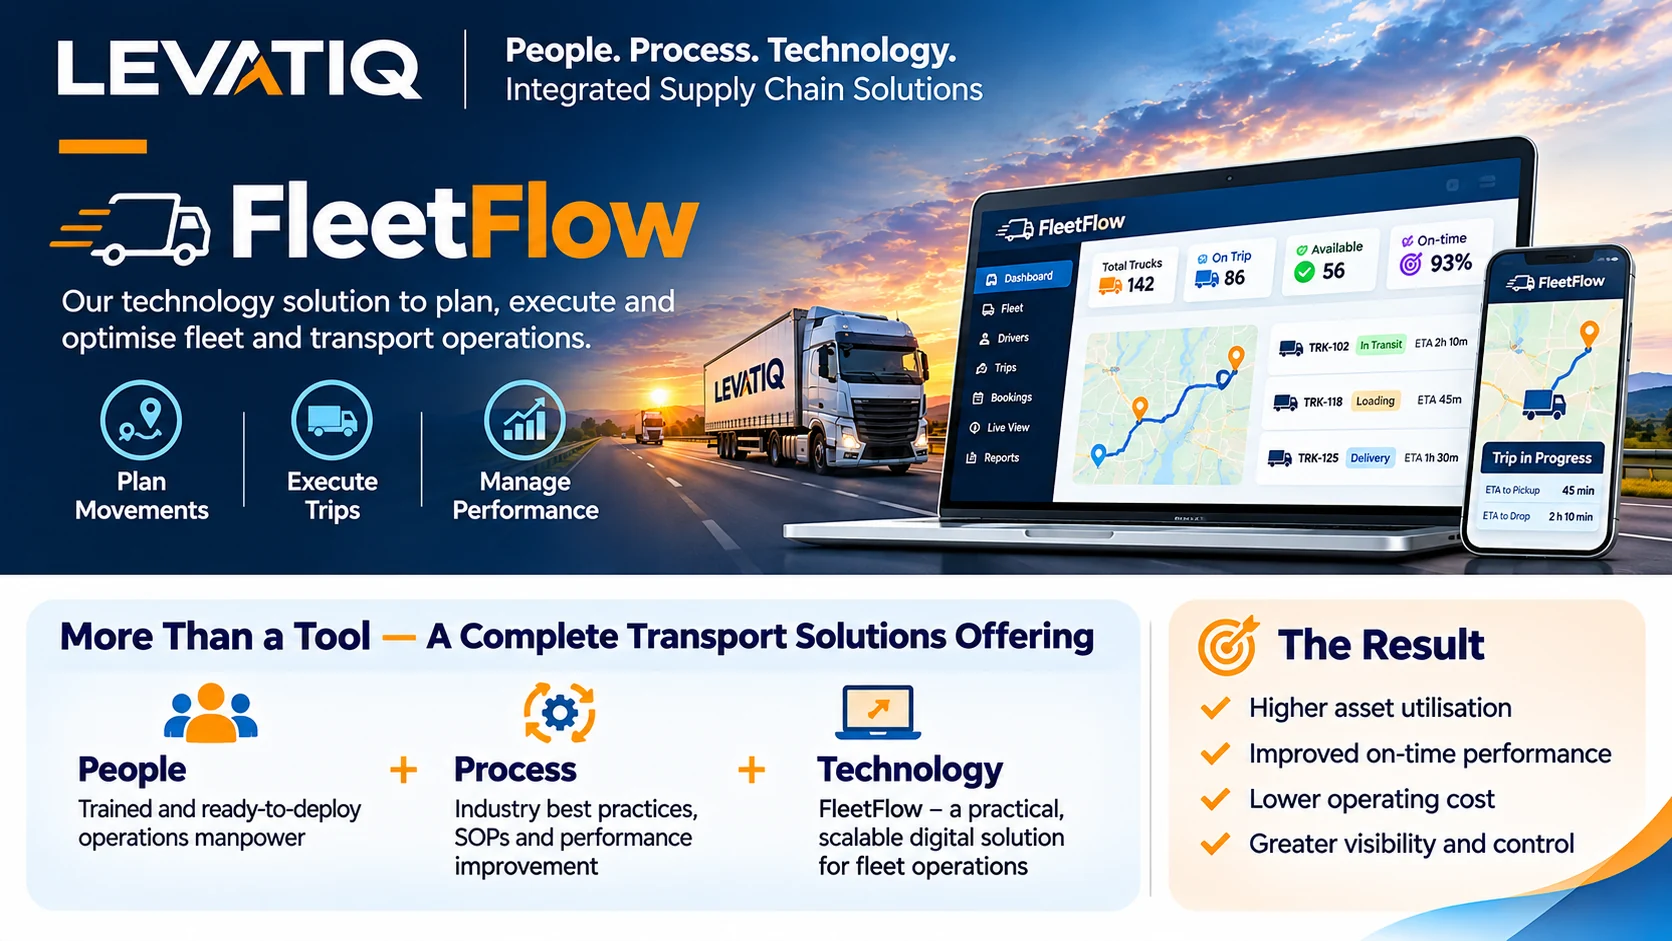 LEVATIQ
People. Process. Technology.
Integrated Supply Chain Solutions
FleetFlow
Our technology solution to plan, execute and
optimise fleet and transport operations.
Plan
Movements
Execute
Trips
Manage
Performance
LEVATIQ
FleetFlow
Dashboard
Fleet
Drivers
Trips
Bookings
Live View
Reports
Total Trucks
142
On Trip
86
Available
56
On-time
93%
TRK-102 In Transit ETA 2h 10m
TRK-118 Loading ETA 45m
TRK-125 Delivery ETA 1h 30m
FleetFlow
Trip in Progress
ETA to Pickup 45 min
ETA to Drop 2 h 10 min
More Than a Tool — A Complete Transport Solutions Offering
People
Trained and ready-to-deploy
operations manpower
+
Process
Industry best practices,
SOPs and performance
improvement
+
Technology
FleetFlow – a practical,
scalable digital solution
for fleet operations
The Result
Higher asset utilisation
Improved on-time performance
Lower operating cost
Greater visibility and control